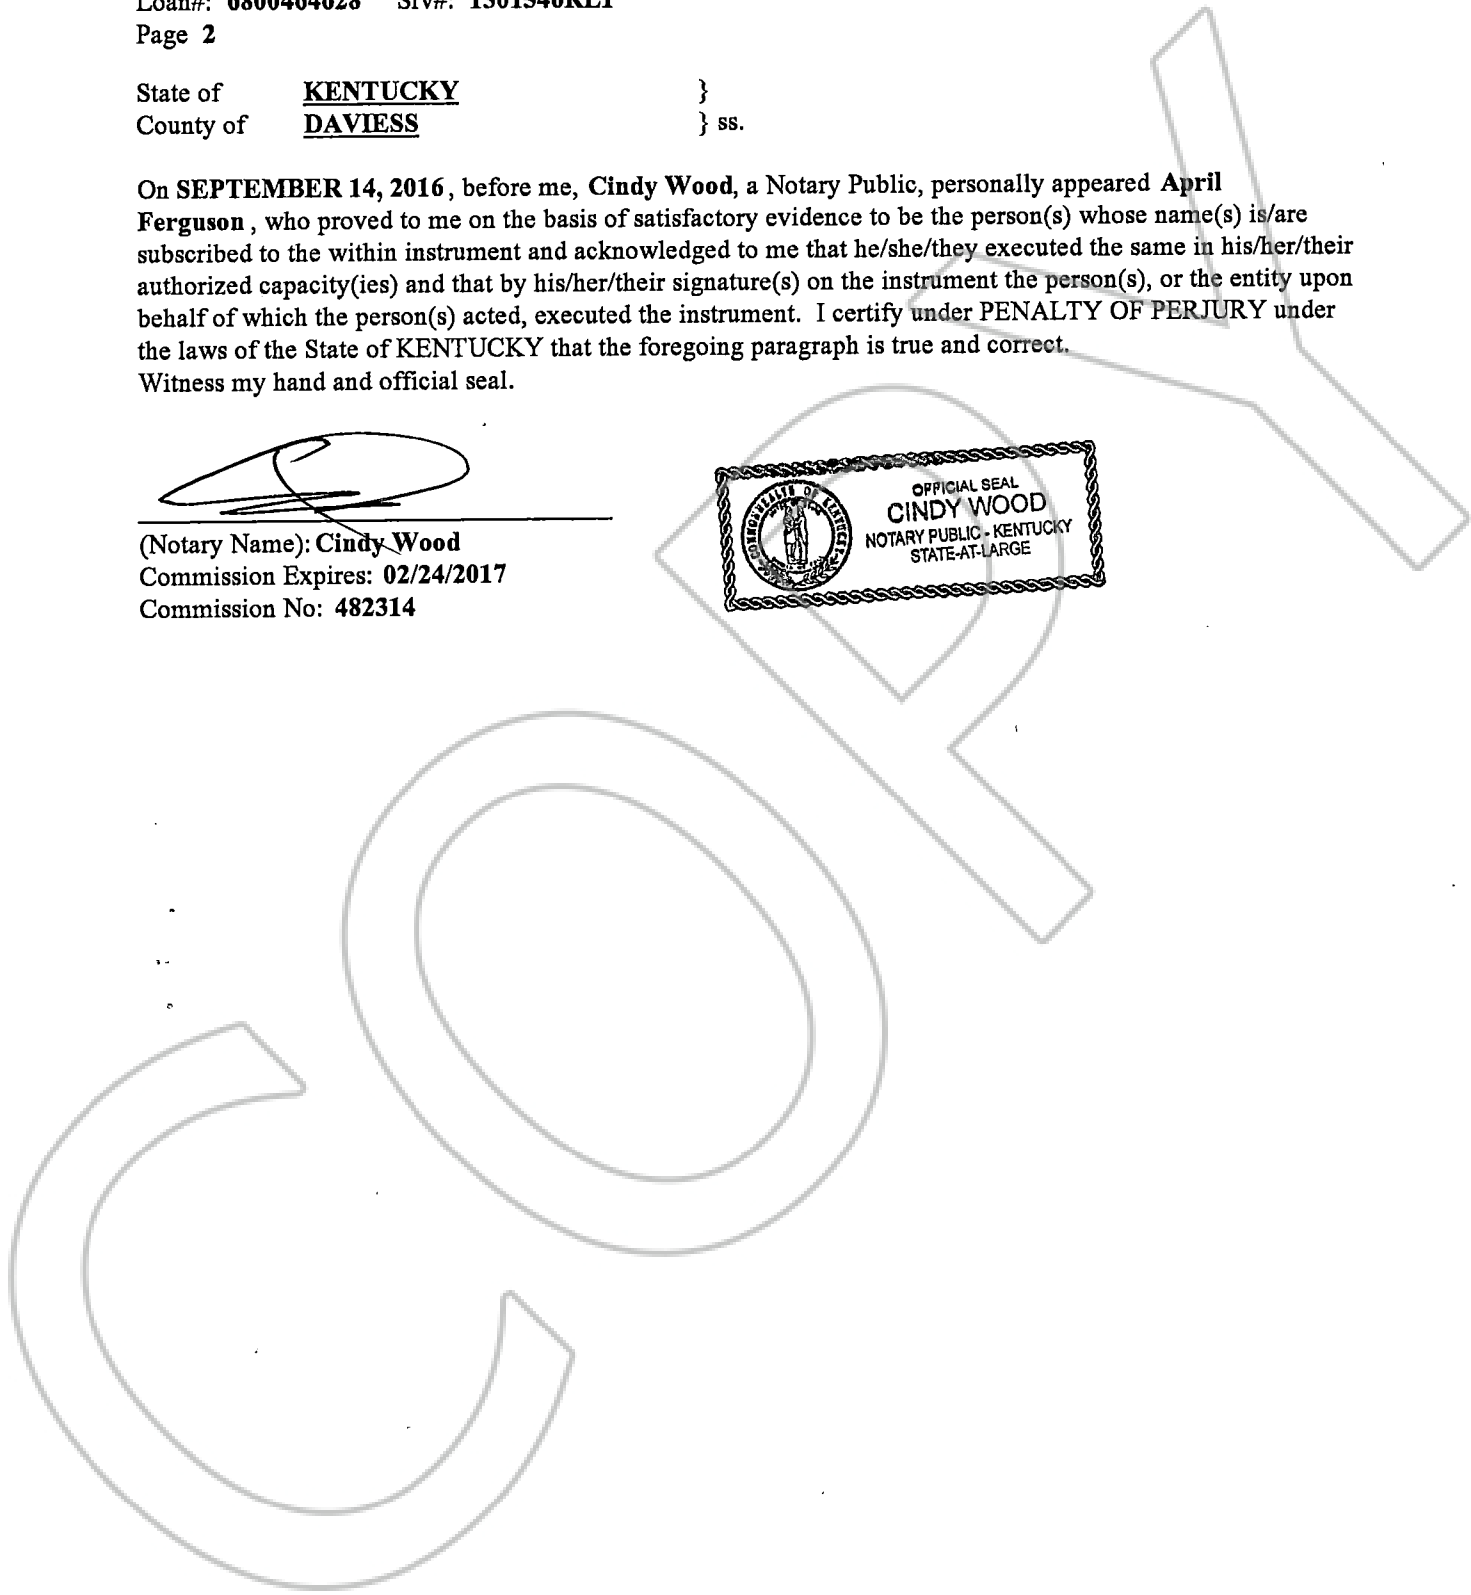 Page 2
State of KENTUCKY }
County of DAVIESS } ss.
On SEPTEMBER 14, 2016, before me, Cindy Wood, a Notary Public, personally appeared April
Ferguson, who proved to me on the basis of satisfactory evidence to be the person(s) whose name(s) is/are
subscribed to the within instrument and acknowledged to me that he/she/they executed the same in his/her/their
authorized capacity(ies) and that by his/her/their signature(s) on the instrument the person(s), or the entity upon
behalf of which the person(s) acted, executed the instrument. I certify under PENALTY OF PERJURY under
the laws of the State of KENTUCKY that the foregoing paragraph is true and correct.
Witness my hand and official seal.
(Notary Name): Cindy Wood
Commission Expires: 02/24/2017
Commission No: 482314
OFFICIAL SEAL
CINDY WOOD
NOTARY PUBLIC - KENTUCKY
STATE-AT-LARGE
COMMONWEALTH OF KENTUCKY
COPY